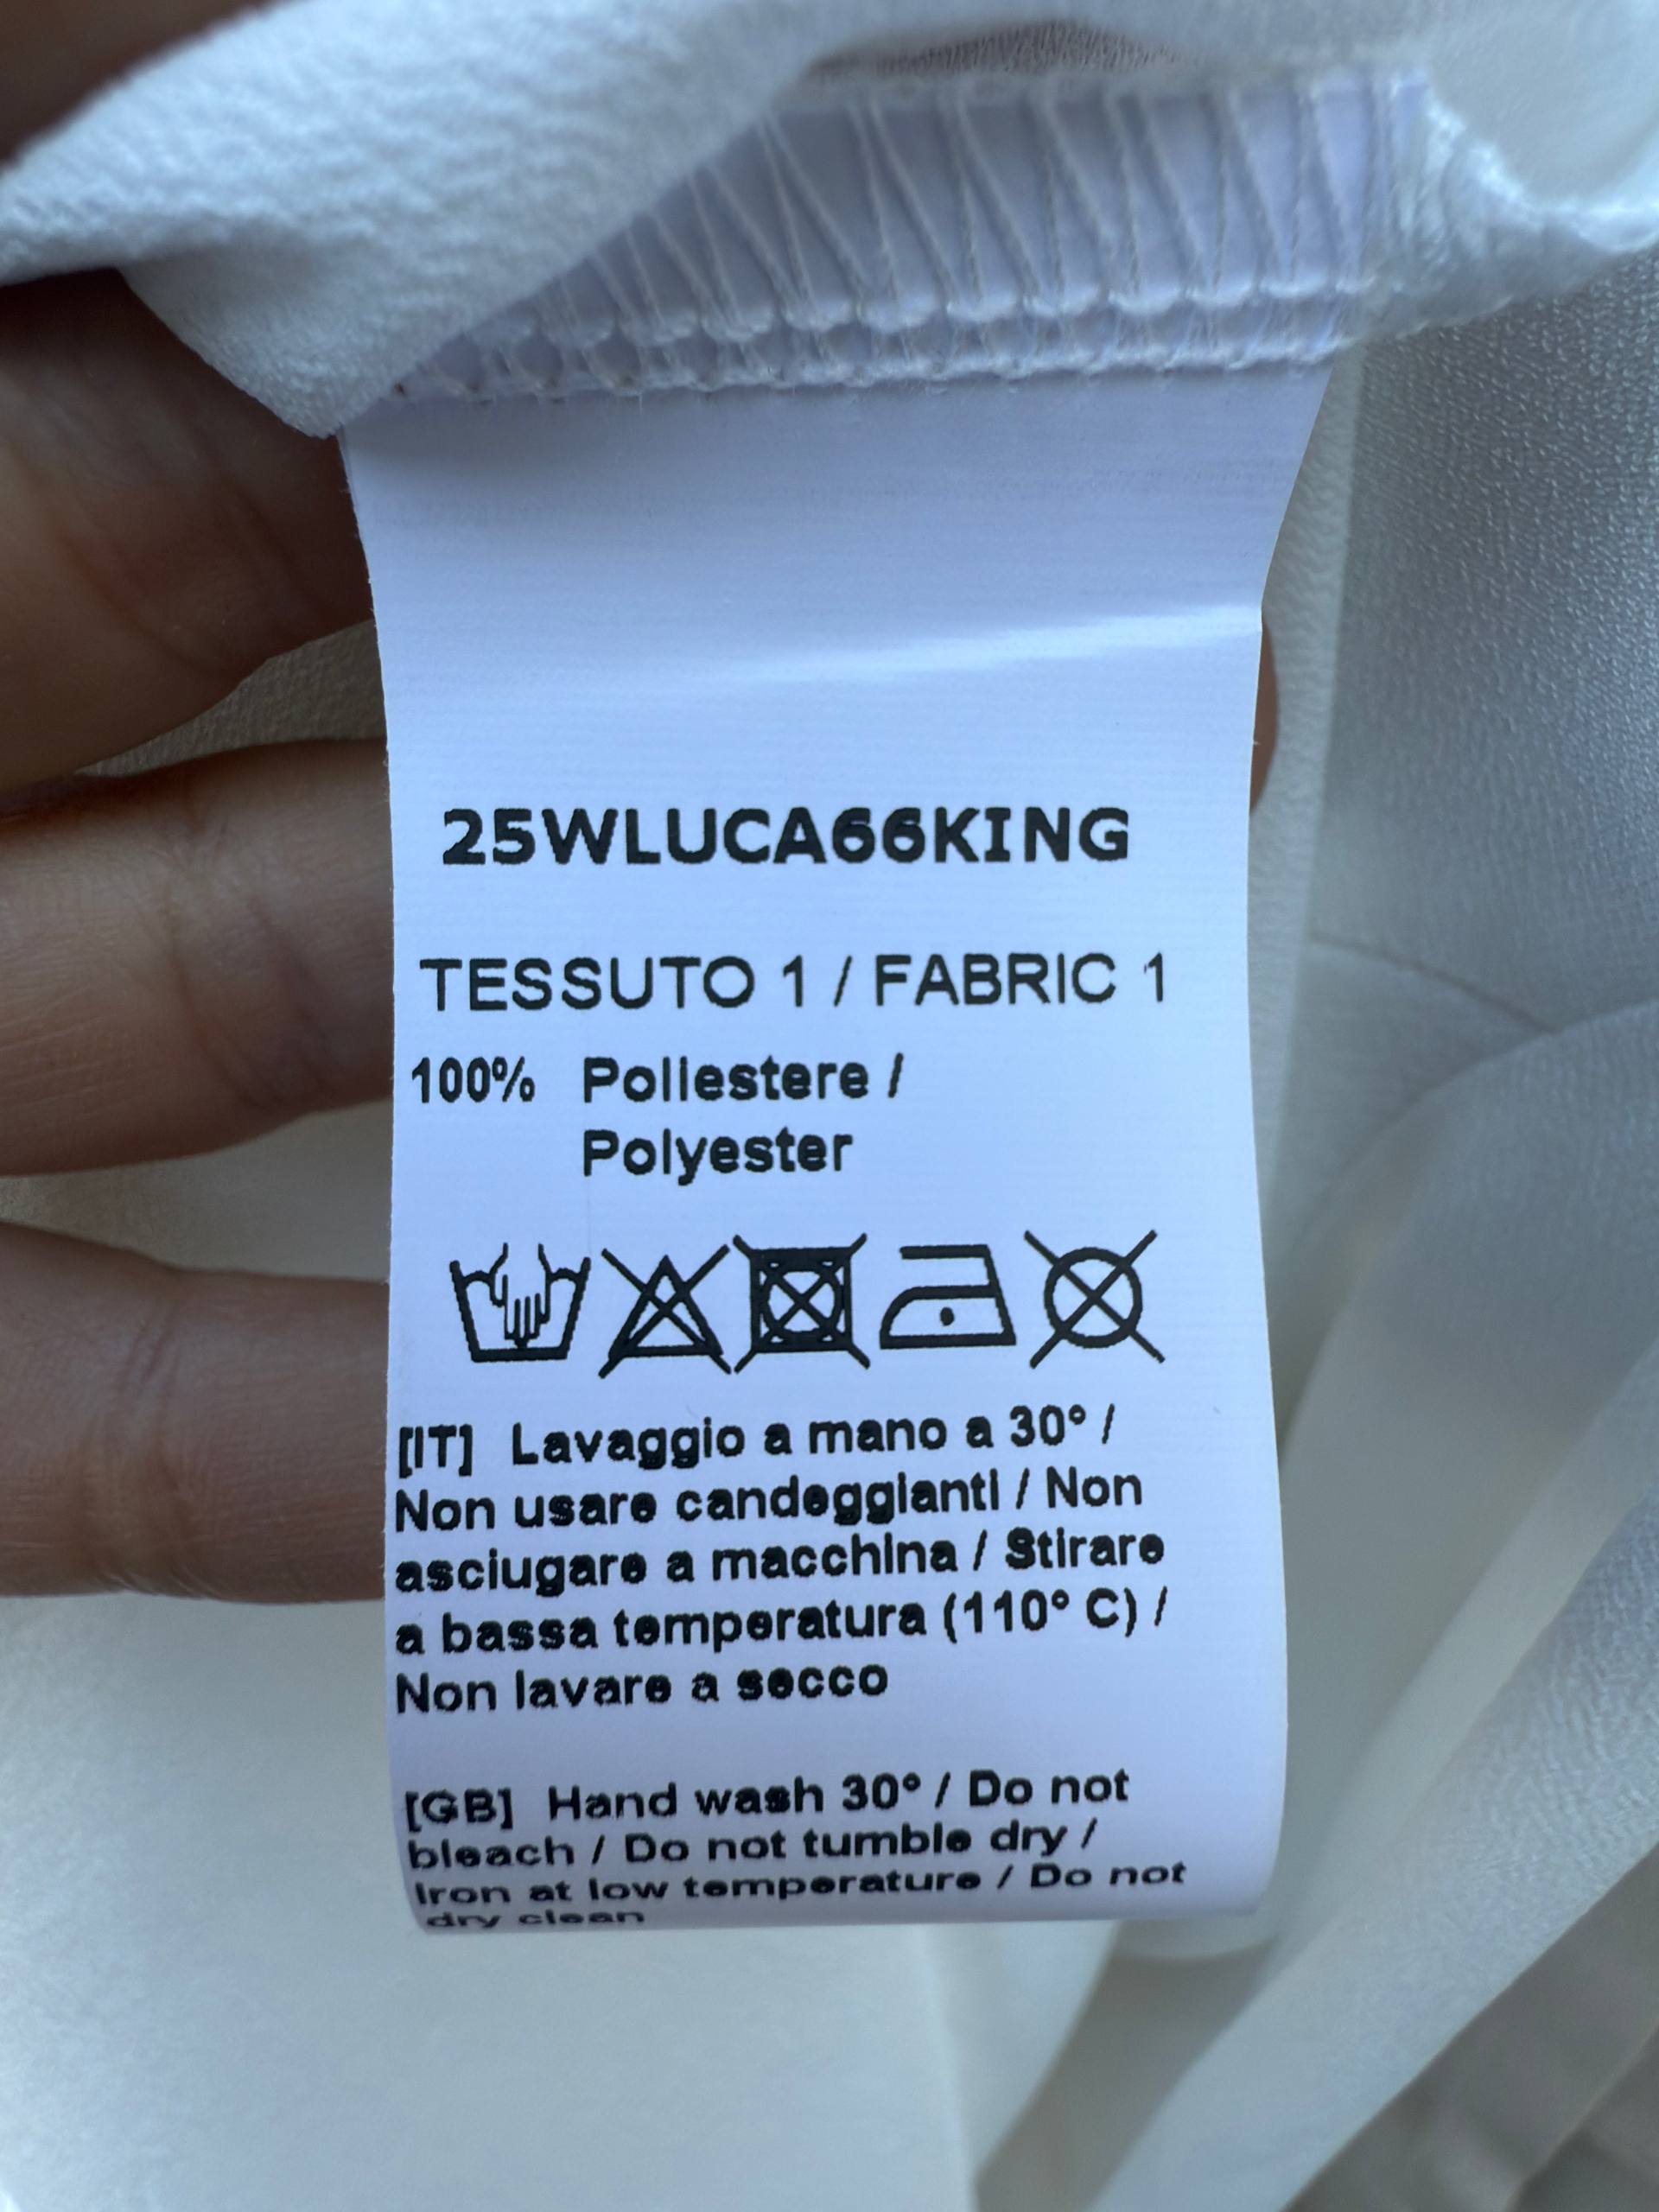 25WLUCA66KING
TESSUTO 1 / FABRIC 1
100% Poliestere /
Polyester
[IT] Lavaggio a mano a 30° /
Non usare candeggianti / Non
asciugare a macchina / Stirare
a bassa temperatura (110° C) /
Non lavare a secco
[GB] Hand wash 30° / Do not
bleach / Do not tumble dry /
Iron at low temperature / Do not
dry clean